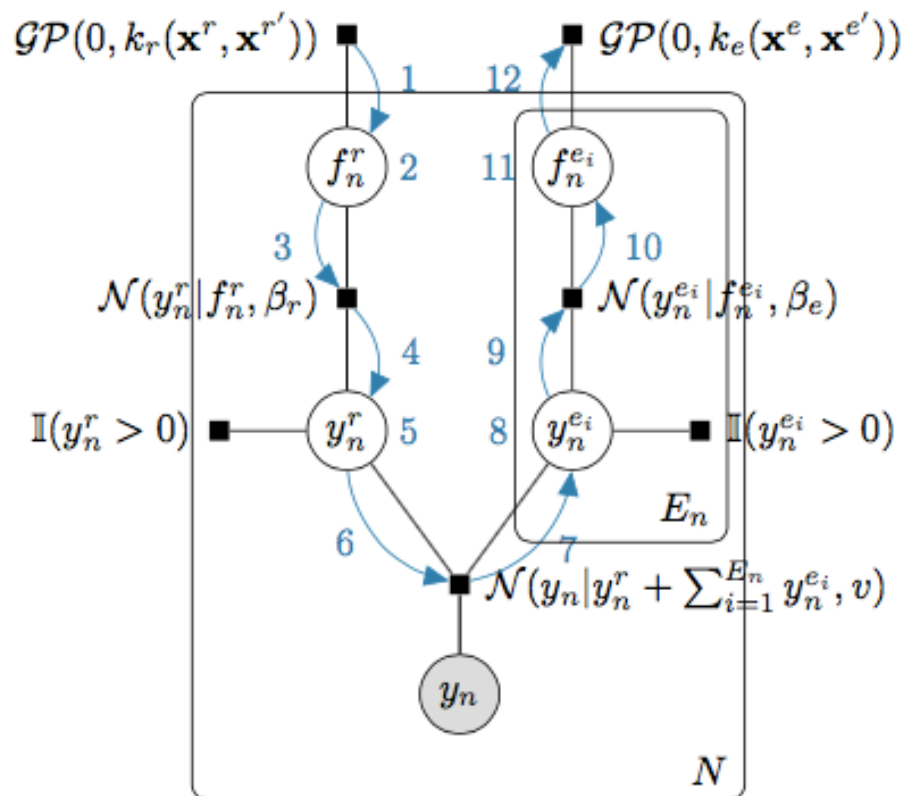 𝒢𝒫(0, k_r(𝐱^r, 𝐱^{r′})) 𝒢𝒫(0, k_e(𝐱^e, 𝐱^{e′}))
1 12
f_n^r 2 11 f_n^{e_i}
3 10
𝒩(y_n^r|f_n^r, β_r) 𝒩(y_n^{e_i}|f_n^{e_i}, β_e)
4 9
𝕀(y_n^r > 0) y_n^r 5 8 y_n^{e_i} 𝕀(y_n^{e_i} > 0)
E_n
6 7
𝒩(y_n|y_n^r + ∑_{i=1}^{E_n} y_n^{e_i}, v)
y_n
N